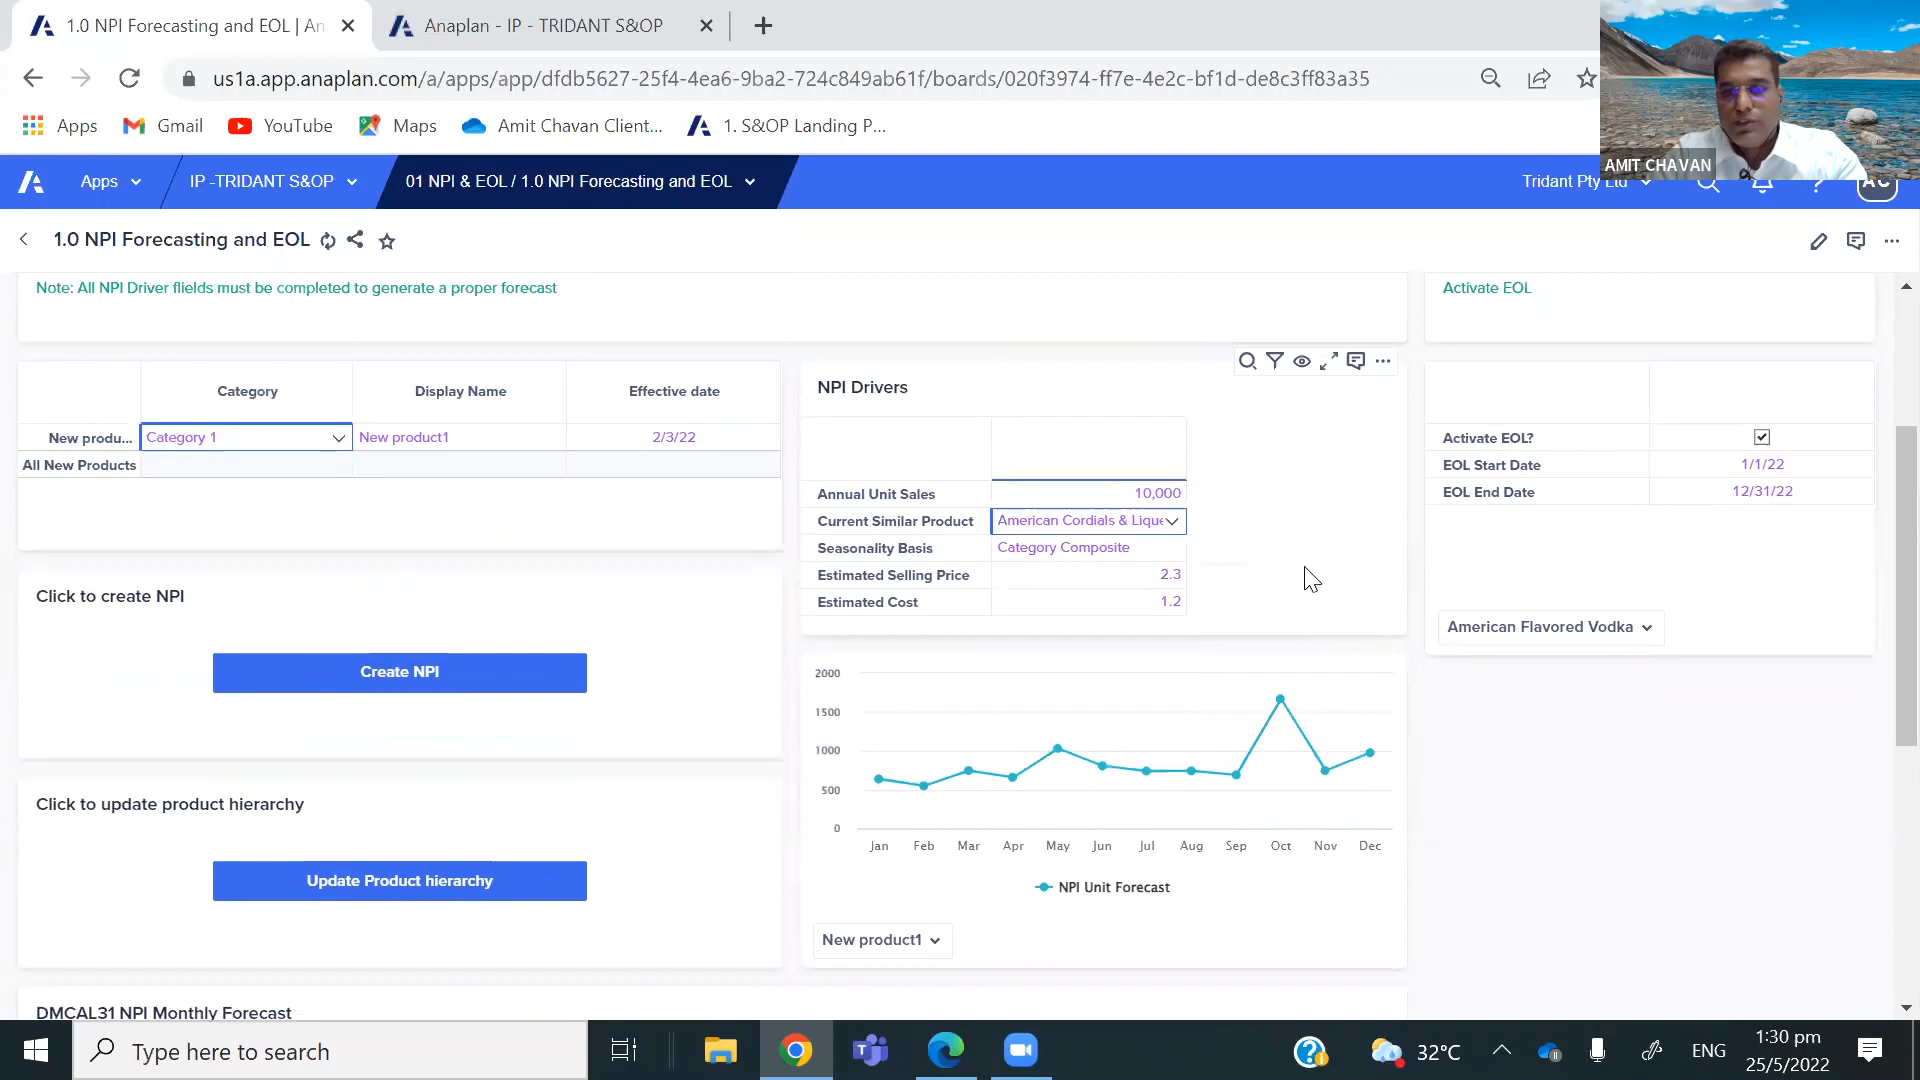 1.0 NPI Forecasting and EOL | An
Anaplan - IP - TRIDANT S&OP
us1a.app.anaplan.com/a/apps/app/dfdb5627-25f4-4ea6-9ba2-724c849ab61f/boards/020f3974-ff7e-4e2c-bf1d-de8c3ff83a35
Apps
Gmail
YouTube
Maps
Amit Chavan Client...
1. S&OP Landing P...
AMIT CHAVAN
Apps
IP -TRIDANT S&OP
01 NPI & EOL / 1.0 NPI Forecasting and EOL
Tridant Pty Ltd
AC
1.0 NPI Forecasting and EOL
Note: All NPI Driver flields must be completed to generate a proper forecast
Activate EOL
Category Display Name Effective date
New produ... Category 1 New product1 2/3/22
All New Products
NPI Drivers
Annual Unit Sales 10,000
Current Similar Product American Cordials & Lique
Seasonality Basis Category Composite
Estimated Selling Price 2.3
Estimated Cost 1.2
Activate EOL?
EOL Start Date 1/1/22
EOL End Date 12/31/22
American Flavored Vodka
Click to create NPI
Create NPI
Click to update product hierarchy
Update Product hierarchy
2000
1500
1000
500
0
Jan Feb Mar Apr May Jun Jul Aug Sep Oct Nov Dec
NPI Unit Forecast
New product1
DMCAL31 NPI Monthly Forecast
Type here to search
32°C
ENG
1:30 pm
25/5/2022